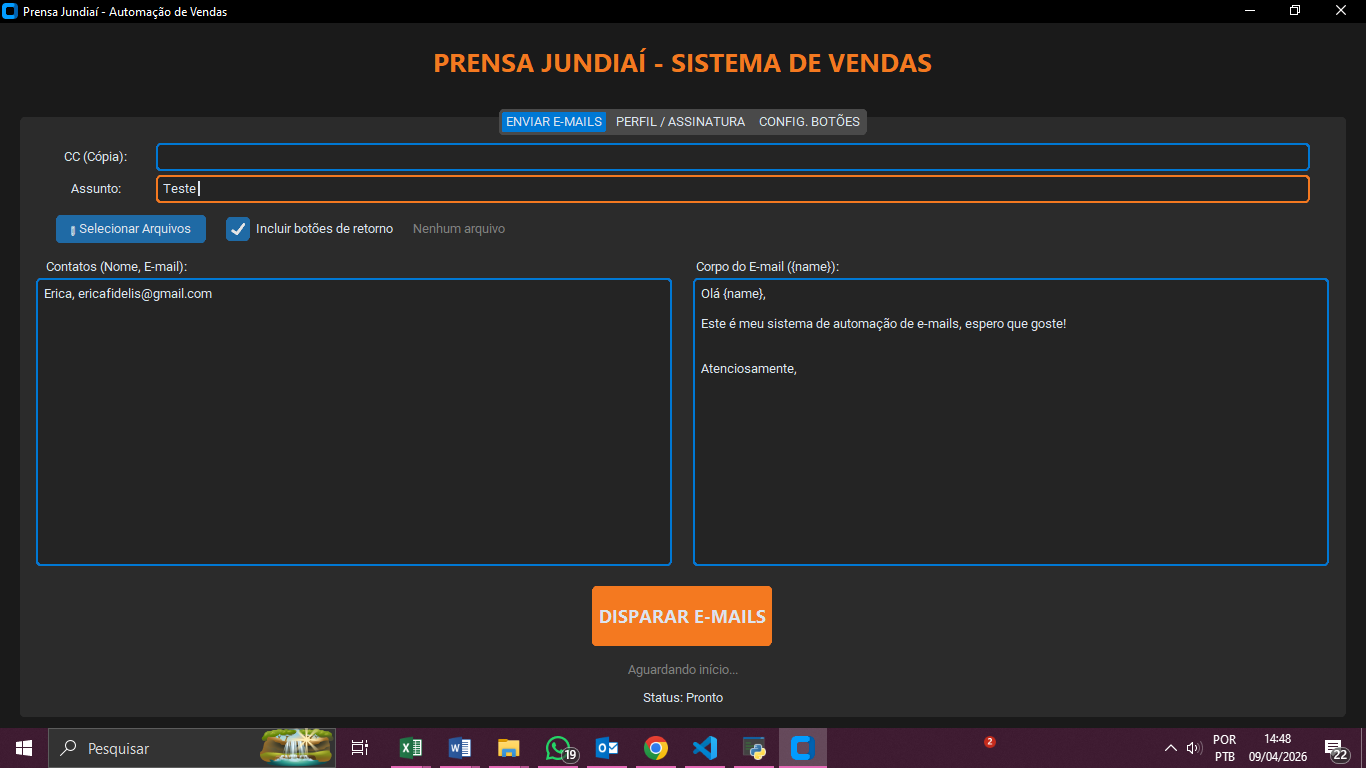 Prensa Jundiaí - Automação de Vendas
PRENSA JUNDIAÍ - SISTEMA DE VENDAS
ENVIAR E-MAILS PERFIL / ASSINATURA CONFIG. BOTÕES
CC (Cópia):
Assunto: Teste
Selecionar Arquivos Incluir botões de retorno Nenhum arquivo
Contatos (Nome, E-mail):
Erica, ericafidelis@gmail.com
Corpo do E-mail ({name}):
Olá {name},
Este é meu sistema de automação de e-mails, espero que goste!
Atenciosamente,
DISPARAR E-MAILS
Aguardando início...
Status: Pronto
Pesquisar
19
2
POR
PTB
14:48
09/04/2026
22